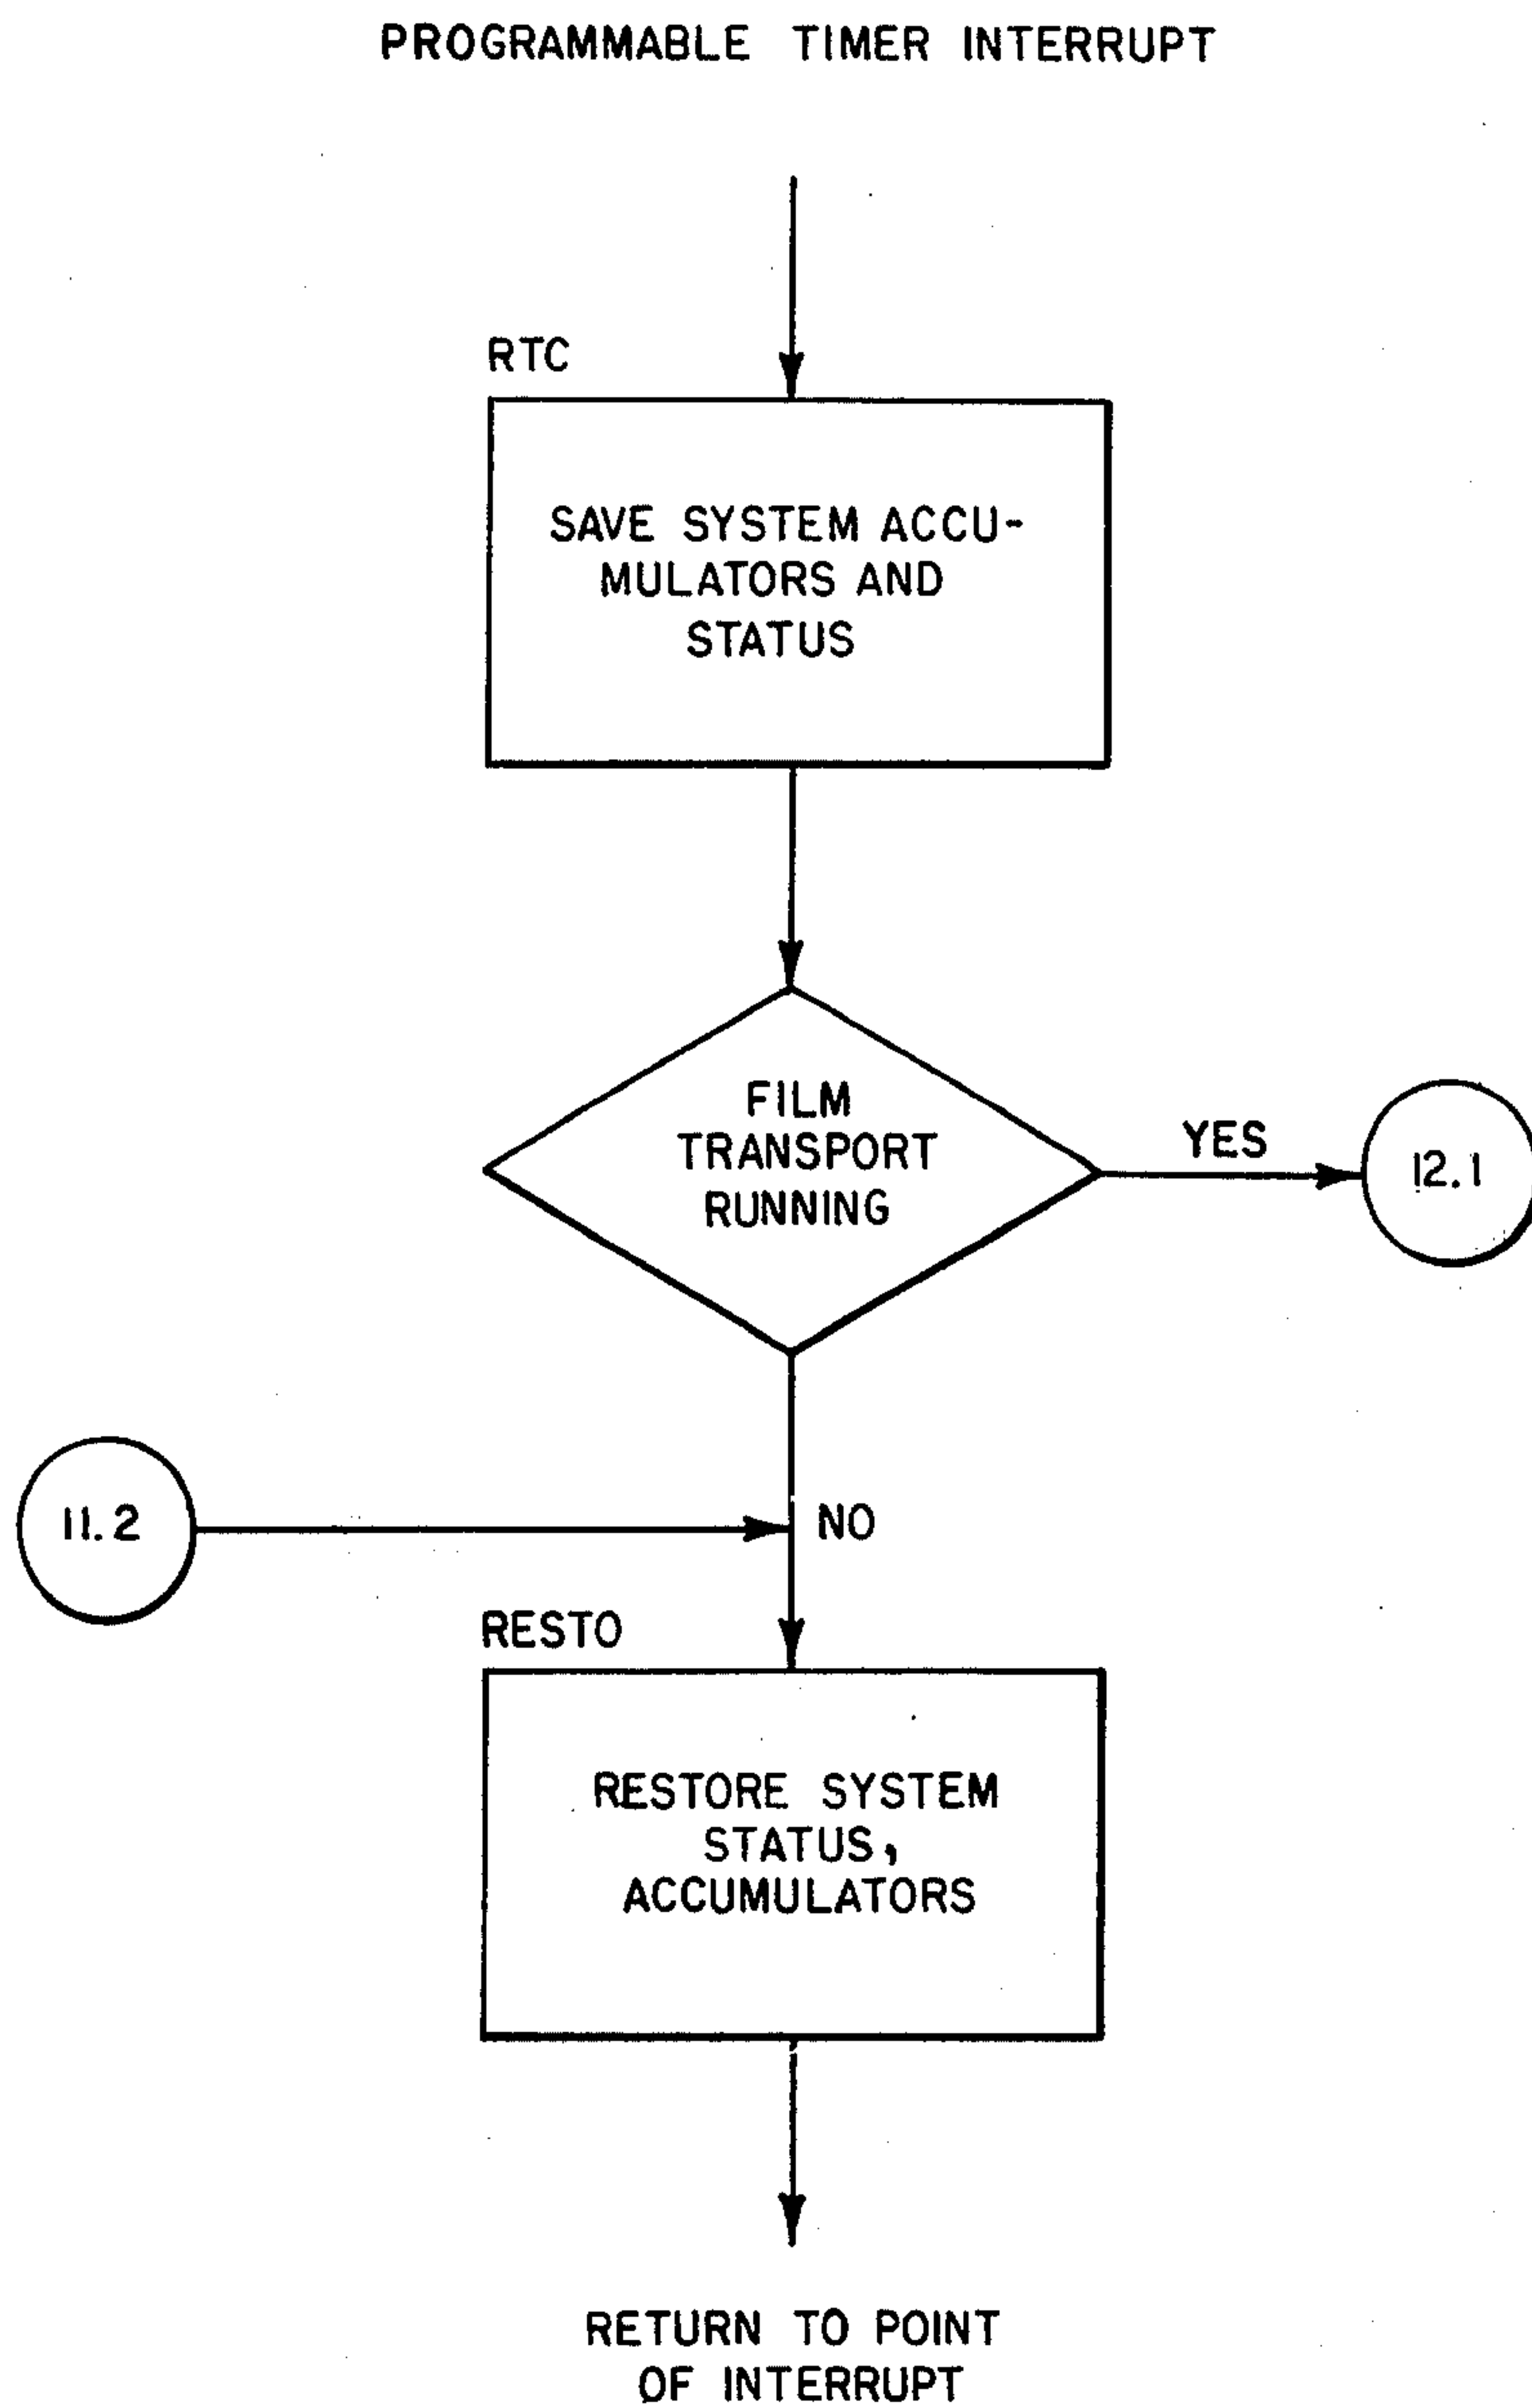 PROGRAMMABLE TIMER INTERRUPT
RTC
SAVE SYSTEM ACCU-
MULATORS AND
STATUS
FILM
TRANSPORT
RUNNING
YES
12.1
11.2
NO
RESTO
RESTORE SYSTEM
STATUS,
ACCUMULATORS
RETURN TO POINT
OF INTERRUPT